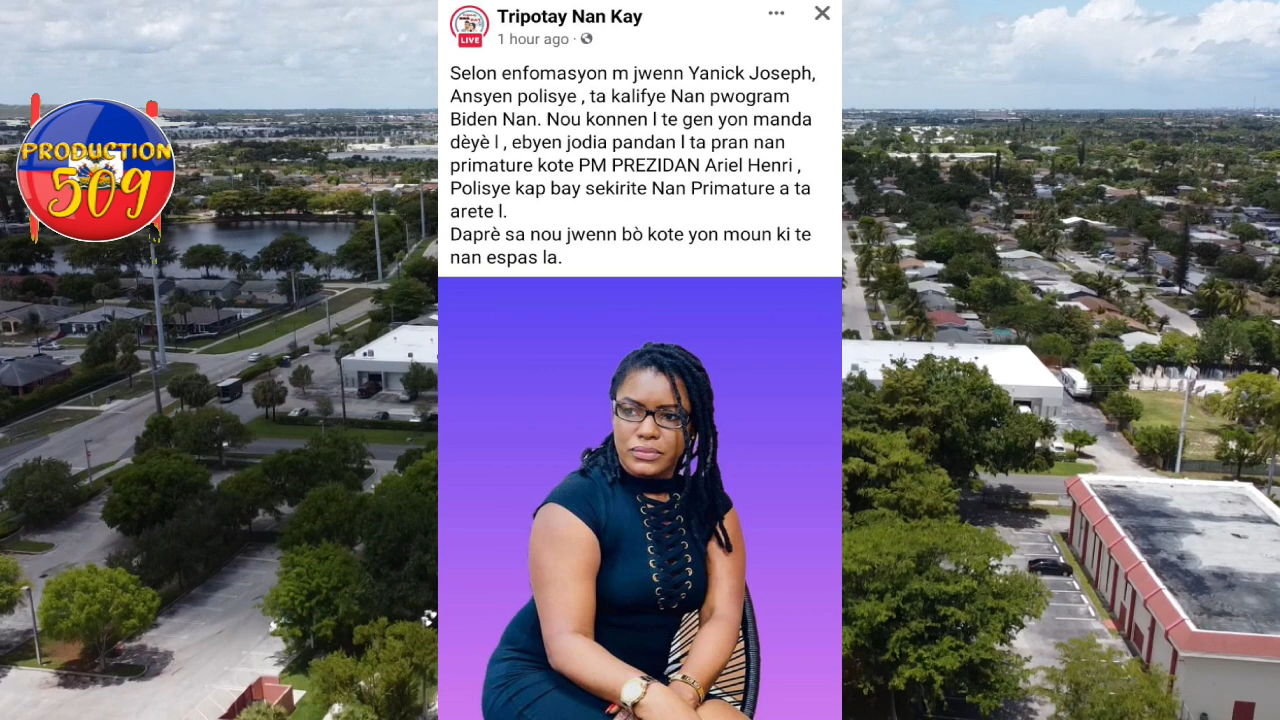 PRODUCTION
509
Tripotay Nan Kay
LIVE
1 hour ago ·
Selon enfomasyon m jwenn Yanick Joseph,
Ansyen polisye , ta kalifye Nan pwogram
Biden Nan. Nou konnen l te gen yon manda
dèyè l , ebyen jodia pandan l ta pran nan
primature kote PM PREZIDAN Ariel Henri ,
Polisye kap bay sekirite Nan Primature a ta
arete l.
Daprè sa nou jwenn bò kote yon moun ki te
nan espas la.